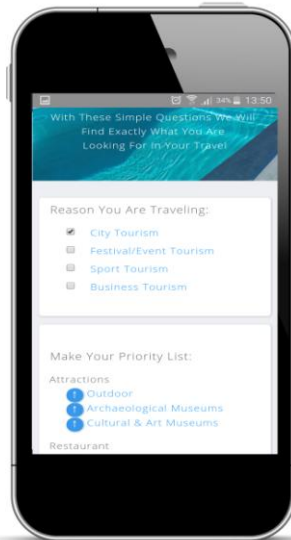 34% 13:50
With These Simple Questions We Will
Find Exactly What You Are
Looking For In Your Travel
Reason You Are Traveling:
City Tourism
Festival/Event Tourism
Sport Tourism
Business Tourism
Make Your Priority List:
Attractions
Outdoor
Archaeological Museums
Cultural & Art Museums
Restaurant